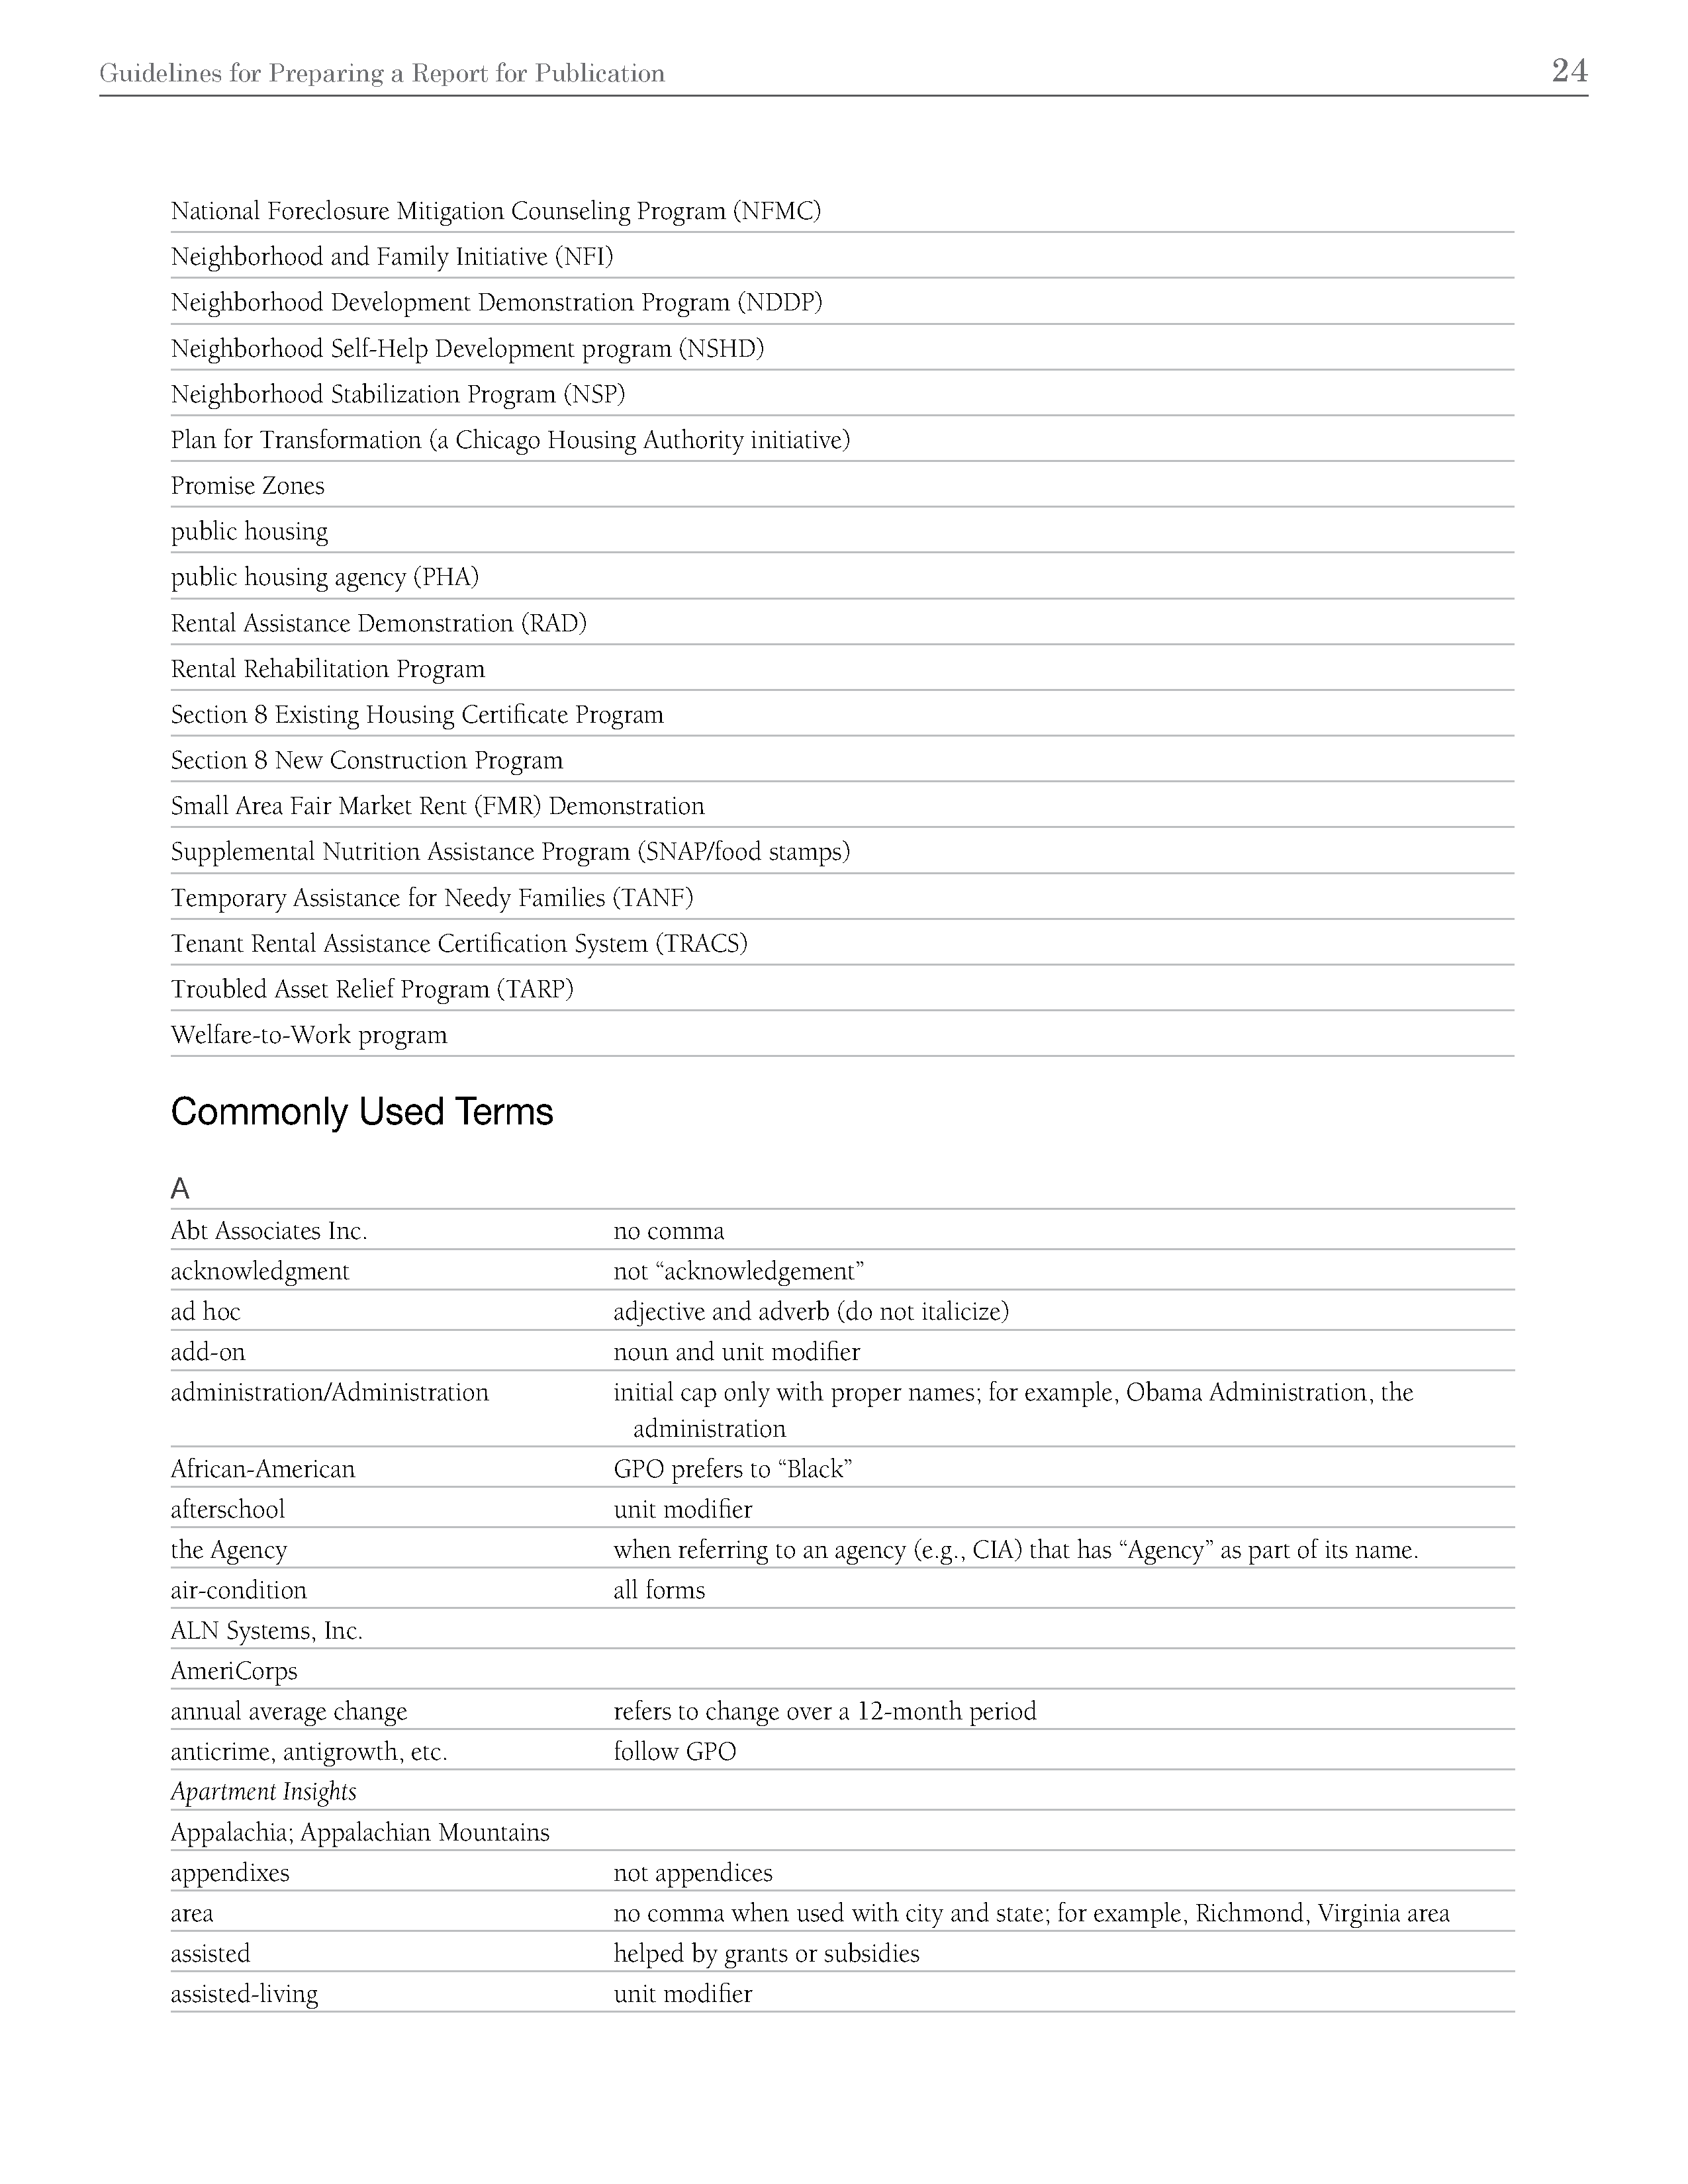 Guidelines for Preparing a Report for Publication 24
National Foreclosure Mitigation Counseling Program (NFMC)
Neighborhood and Family Initiative (NFI)
Neighborhood Development Demonstration Program (NDDP)
Neighborhood Self-Help Development program (NSHD)
Neighborhood Stabilization Program (NSP)
Plan for Transformation (a Chicago Housing Authority initiative)
Promise Zones
public housing
public housing agency (PHA)
Rental Assistance Demonstration (RAD)
Rental Rehabilitation Program
Section 8 Existing Housing Certificate Program
Section 8 New Construction Program
Small Area Fair Market Rent (FMR) Demonstration
Supplemental Nutrition Assistance Program (SNAP/food stamps)
Temporary Assistance for Needy Families (TANF)
Tenant Rental Assistance Certification System (TRACS)
Troubled Asset Relief Program (TARP)
Welfare-to-Work program
Commonly Used Terms
A
Abt Associates Inc. no comma
acknowledgment not “acknowledgement”
ad hoc adjective and adverb (do not italicize)
add-on noun and unit modifier
administration/Administration initial cap only with proper names; for example, Obama Administration, the
administration
African-American GPO prefers to “Black”
afterschool unit modifier
the Agency when referring to an agency (e.g., CIA) that has “Agency” as part of its name.
air-condition all forms
ALN Systems, Inc.
AmeriCorps
annual average change refers to change over a 12-month period
anticrime, antigrowth, etc. follow GPO
Apartment Insights
Appalachia; Appalachian Mountains
appendixes not appendices
area no comma when used with city and state; for example, Richmond, Virginia area
assisted helped by grants or subsidies
assisted-living unit modifier